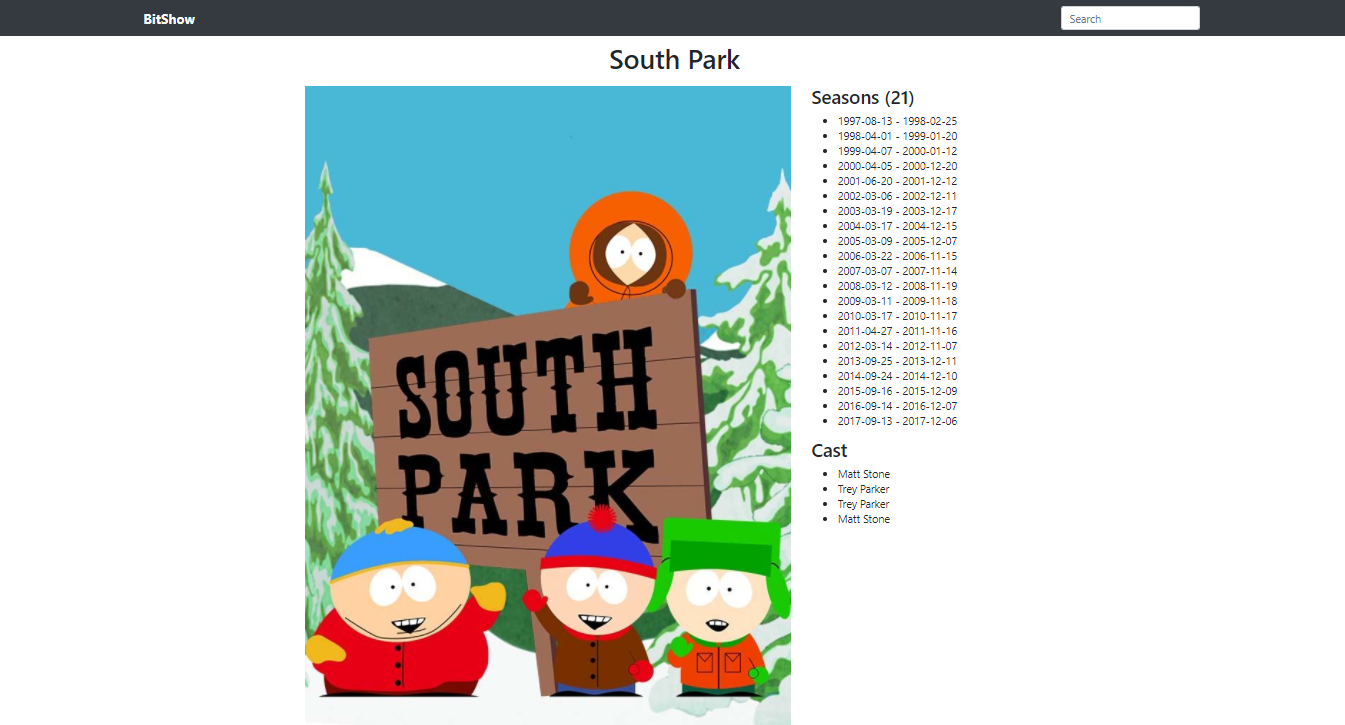 BitShow
Search
South Park
SOUTH
PARK
Seasons (21)
1997-08-13 - 1998-02-25
1998-04-01 - 1999-01-20
1999-04-07 - 2000-01-12
2000-04-05 - 2000-12-20
2001-06-20 - 2001-12-12
2002-03-06 - 2002-12-11
2003-03-19 - 2003-12-17
2004-03-17 - 2004-12-15
2005-03-09 - 2005-12-07
2006-03-22 - 2006-11-15
2007-03-07 - 2007-11-14
2008-03-12 - 2008-11-19
2009-03-11 - 2009-11-18
2010-03-17 - 2010-11-17
2011-04-27 - 2011-11-16
2012-03-14 - 2012-11-07
2013-09-25 - 2013-12-11
2014-09-24 - 2014-12-10
2015-09-16 - 2015-12-09
2016-09-14 - 2016-12-07
2017-09-13 - 2017-12-06
Cast
Matt Stone
Trey Parker
Trey Parker
Matt Stone